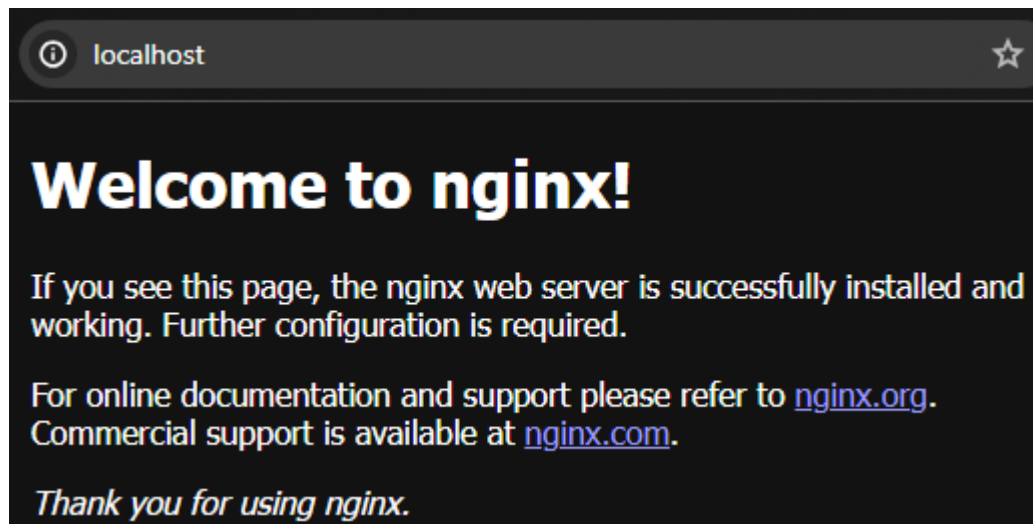 localhost
Welcome to nginx!
If you see this page, the nginx web server is successfully installed and
working. Further configuration is required.
For online documentation and support please refer to nginx.org.
Commercial support is available at nginx.com.
Thank you for using nginx.